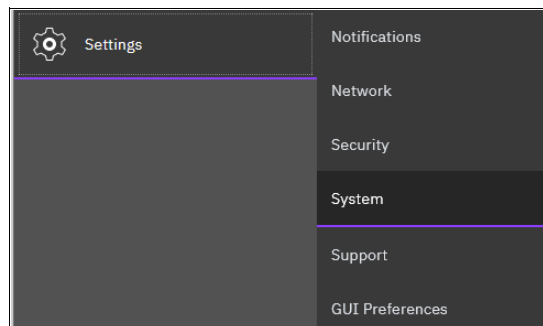 Settings
Notifications
Network
Security
System
Support
GUI Preferences